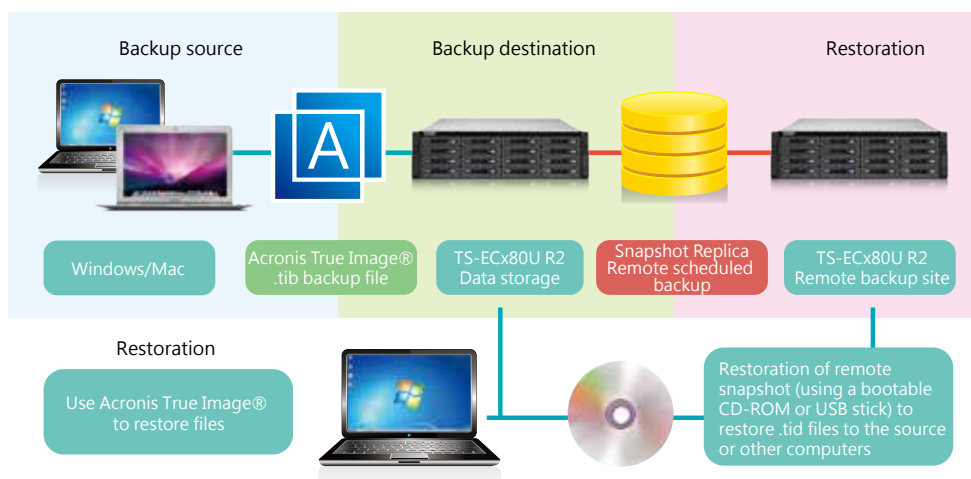 Backup source
Backup destination
Restoration
A
Windows/Mac
Acronis True Image®
.tib backup file
TS-ECx80U R2
Data storage
Snapshot Replica
Remote scheduled
backup
TS-ECx80U R2
Remote backup site
Restoration
Use Acronis True Image®
to restore files
Restoration of remote
snapshot (using a bootable
CD-ROM or USB stick) to
restore .tid files to the source
or other computers